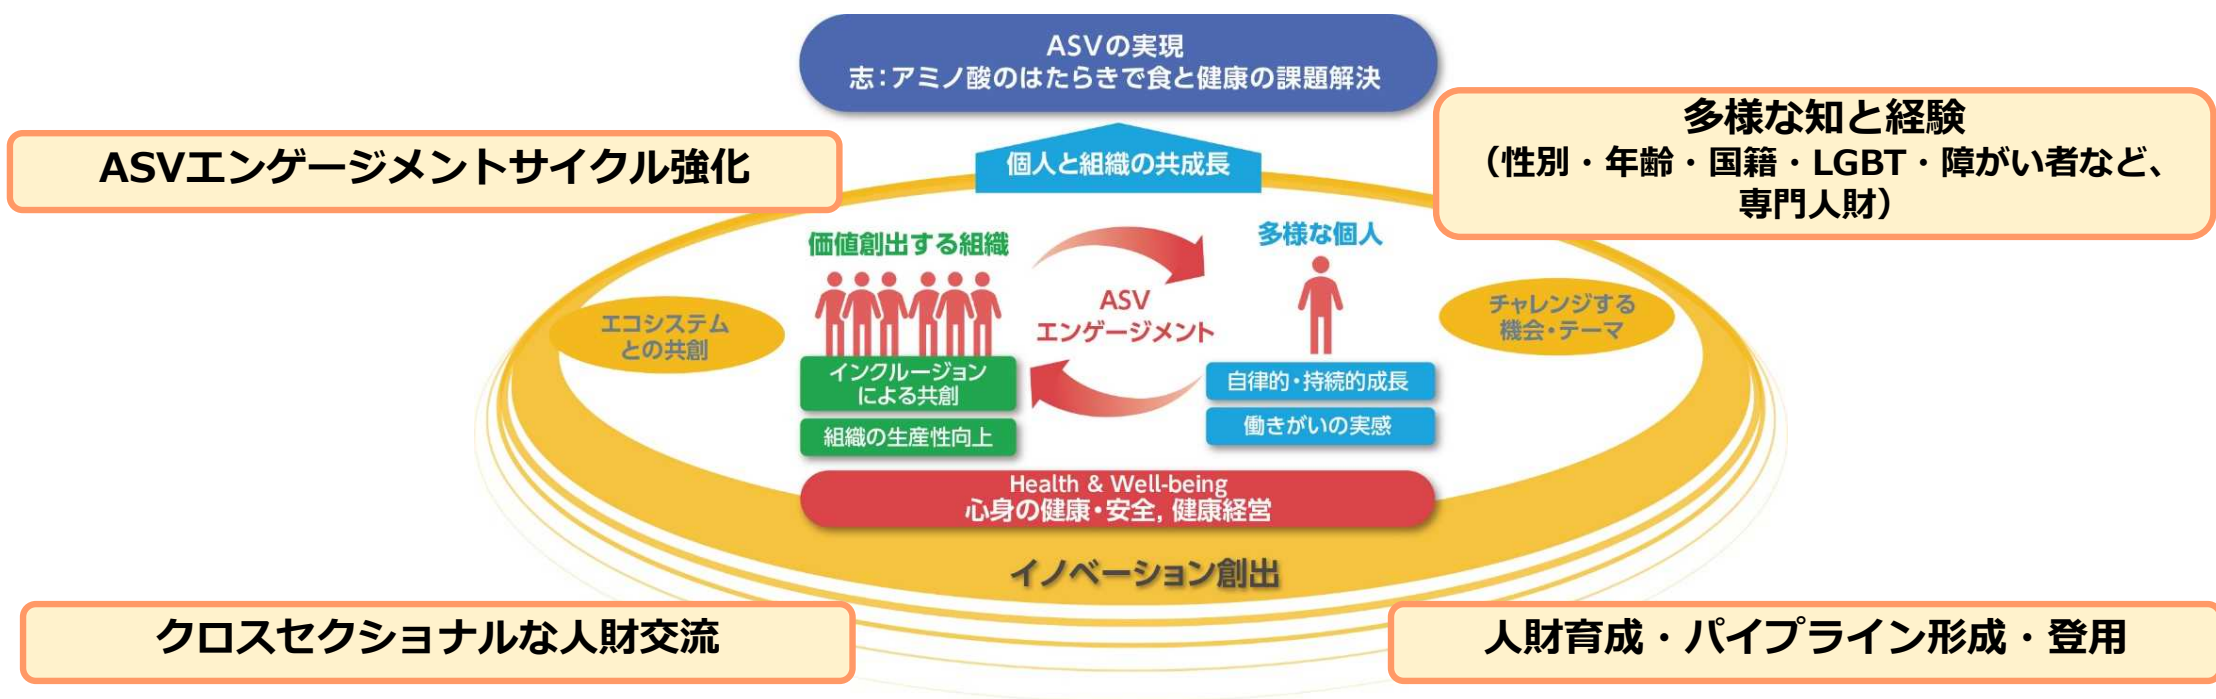 ASVの実現
志：アミノ酸のはたらきで食と健康の課題解決
ASVエンゲージメントサイクル強化
個人と組織の共成長
多様な知と経験
（性別・年齢・国籍・LGBT・障がい者など、
専門人財）
価値創出する組織
多様な個人
エコシステム
との共創
ASV
エンゲージメント
チャレンジする
機会・テーマ
インクルージョン
による共創
組織の生産性向上
自律的・持続的成長
働きがいの実感
Health & Well-being
心身の健康・安全, 健康経営
イノベーション創出
クロスセクショナルな人財交流
人財育成・パイプライン形成・登用